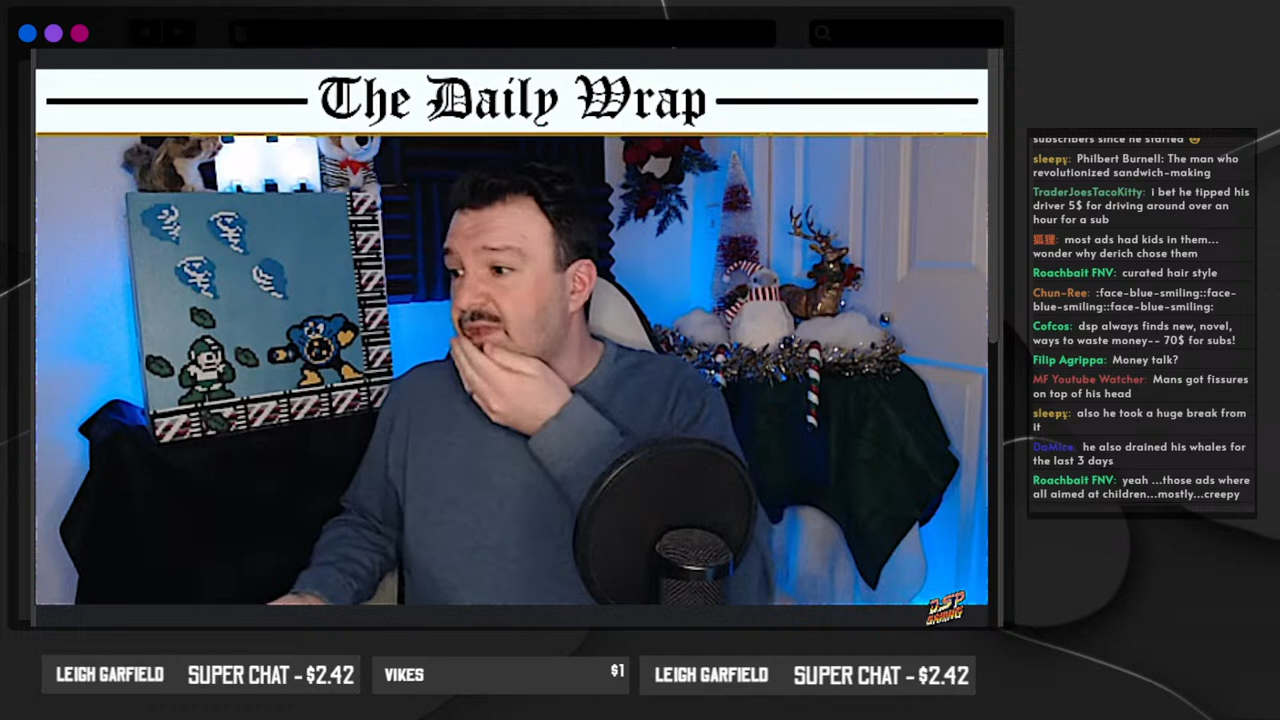 The Daily Wrap
subscribers since he started
sleepy: Philbert Burnell: The man who
revolutionized sandwich-making
TraderJoesTacoKitty: i bet he tipped his
driver 5$ for driving around over an
hour for a sub
狐狸: most ads had kids in them...
wonder why derich chose them
Roachbait FNV: curated hair style
Chun-Ree: :face-blue-smiling::face-
blue-smiling::face-blue-smiling:
Cofcos: dsp always finds new, novel,
ways to waste money-- 70$ for subs!
Filip Agrippa: Money talk?
MF Youtube Watcher: Mans got fissures
on top of his head
sleepy: also he took a huge break from
it
DaMice: he also drained his whales for
the last 3 days
Roachbait FNV: yeah ...those ads where
all aimed at children...mostly...creepy
DSP
GAMING
LEIGH GARFIELD SUPER CHAT - $2.42
VIKES $1
LEIGH GARFIELD SUPER CHAT - $2.42